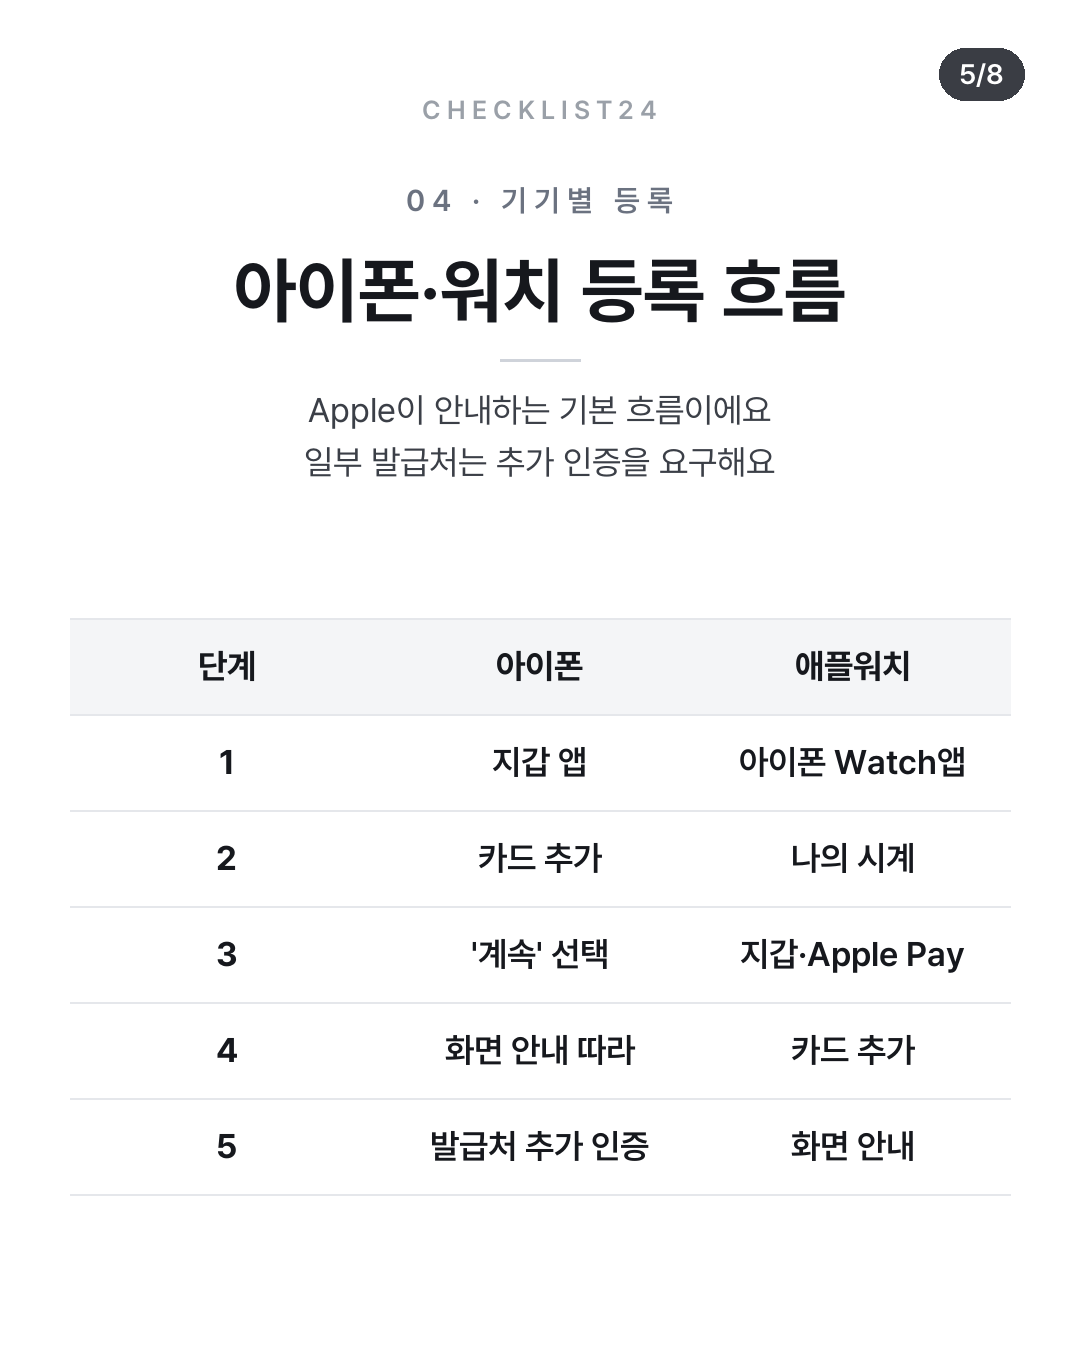 5/8
CHECKLIST24
04 · 기기별 등록
아이폰·워치 등록 흐름
Apple이 안내하는 기본 흐름이에요
일부 발급처는 추가 인증을 요구해요
단계 아이폰 애플워치
1 지갑 앱 아이폰 Watch앱
2 카드 추가 나의 시계
3 '계속' 선택 지갑·Apple Pay
4 화면 안내 따라 카드 추가
5 발급처 추가 인증 화면 안내